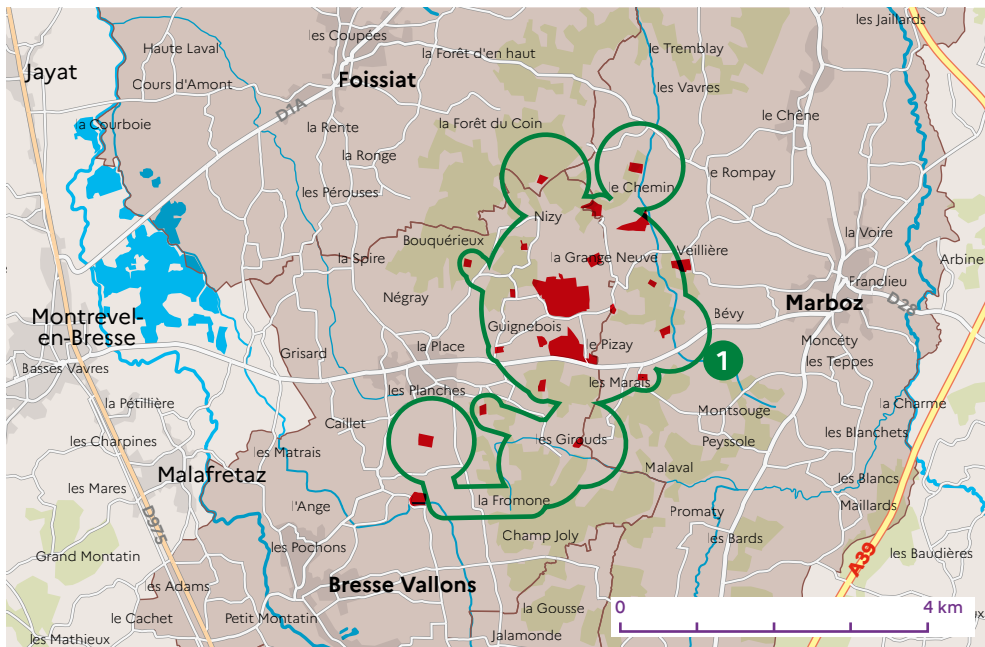 les Jaillards
les Coupées
Haute Laval
la Forêt d'en haut
le Tremblay
Jayat
Foissiat
Cours d'Amont
les Vavres
D1A
a Courboie
la Rente
la Forêt du Coin
le Chêne
la Ronge
le Rompay
les Pérouses
le Chemin
Nizy
la Voire
Bouquérieux
Veillière
la Spire
la Grange Neuve
Arbine
Francieu
Négray
Marboz
D28
Montrevel-
en-Bresse
Bévy
Guignebois
Moncéty
la Place
le Pizay
Grisard
1
les Teppes
Basses Vavres
les Marais
les Planches
la Pétillière
la Charme
Montsouge
Caillet
les Blanchets
les Charpines
les Girouds
Peyssole
les Matrais
Malaval
Malafretaz
les Blancs
les Mares
la Fromone
l'Ange
Maillards
Promaty
D975
Champ Joly
les Bards
les Pochons
Grand Montatin
A39
les Baudières
Bresse Vallons
les Adams
la Gousse
0 4 km
le Cachet
Petit Montatin
les Mathieux
Jalamonde